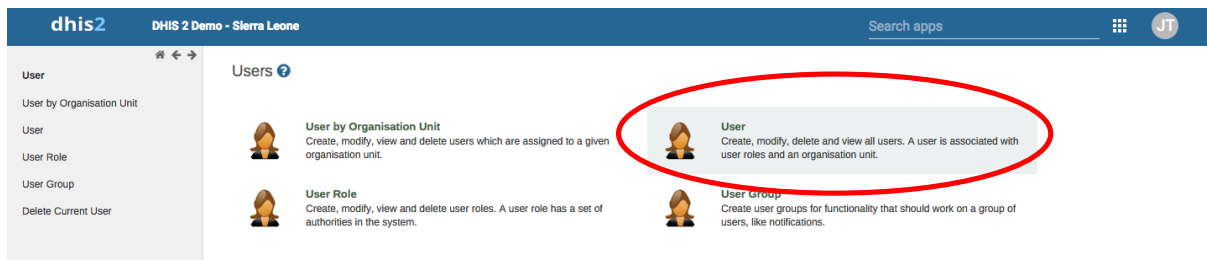 dhis2 DHIS 2 Demo - Sierra Leone Search apps JT
User
User by Organisation Unit
User
User Role
User Group
Delete Current User
Users ?
User by Organisation Unit
Create, modify, view and delete users which are assigned to a given
organisation unit.
User
Create, modify, delete and view all users. A user is associated with
user roles and an organisation unit.
User Role
Create, modify, view and delete user roles. A user role has a set of
authorities in the system.
User Group
Create user groups for functionality that should work on a group of
users, like notifications.